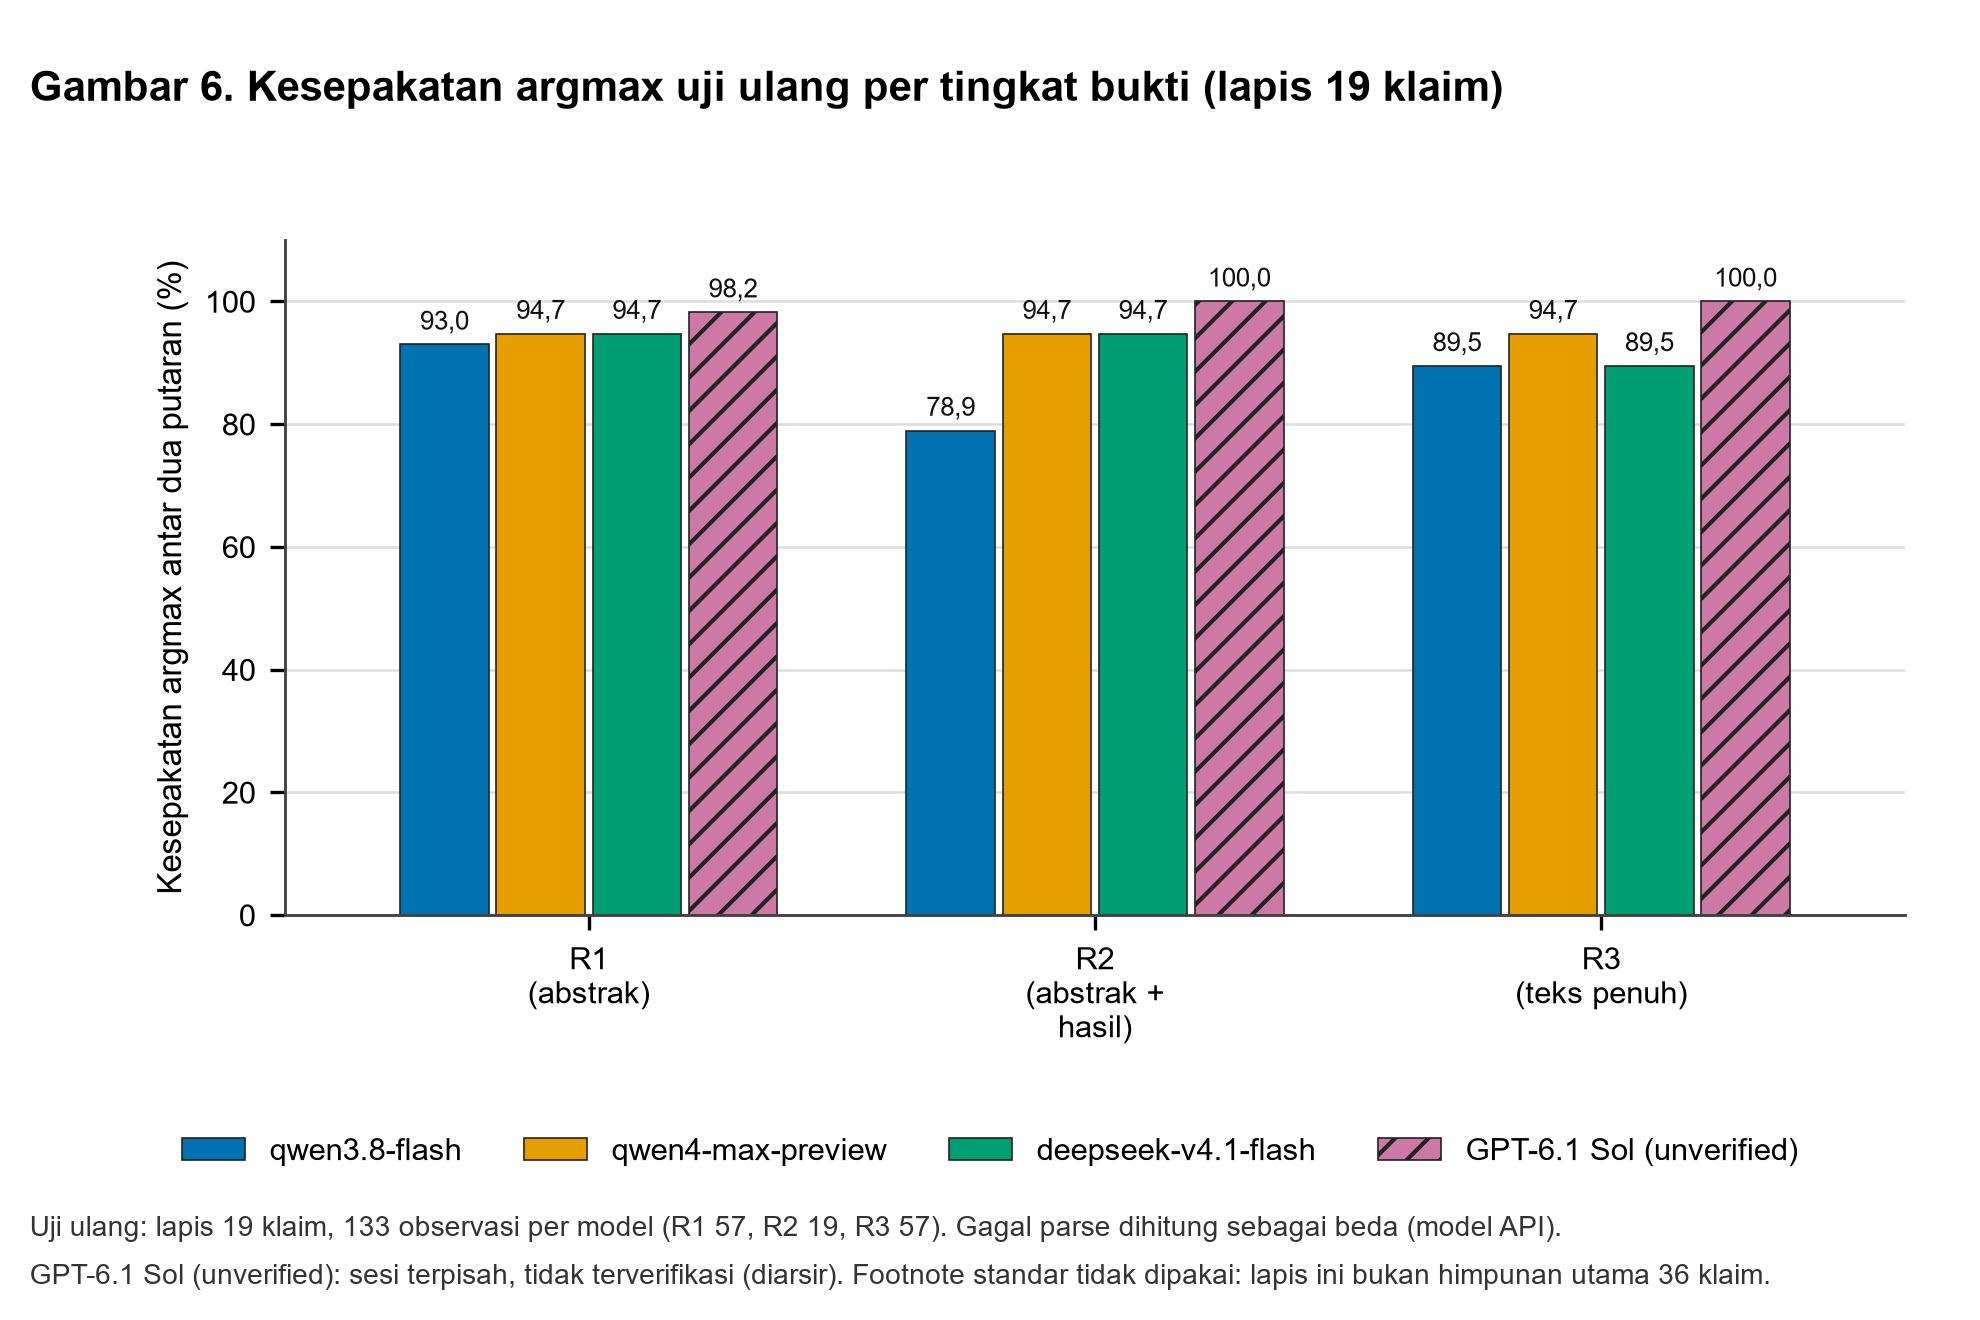 Gambar 6. Kesepakatan argmax uji ulang per tingkat bukti (lapis 19 klaim)
Kesepakatan argmax antar dua putaran (%)
100
80
60
40
20
0
93,0
94,7
94,7
98,2
78,9
94,7
94,7
100,0
89,5
94,7
89,5
100,0
R1
(abstrak)
R2
(abstrak +
hasil)
R3
(teks penuh)
qwen3.8-flash
qwen4-max-preview
deepseek-v4.1-flash
GPT-6.1 Sol (unverified)
Uji ulang: lapis 19 klaim, 133 observasi per model (R1 57, R2 19, R3 57). Gagal parse dihitung sebagai beda (model API).
GPT-6.1 Sol (unverified): sesi terpisah, tidak terverifikasi (diarsir). Footnote standar tidak dipakai: lapis ini bukan himpunan utama 36 klaim.